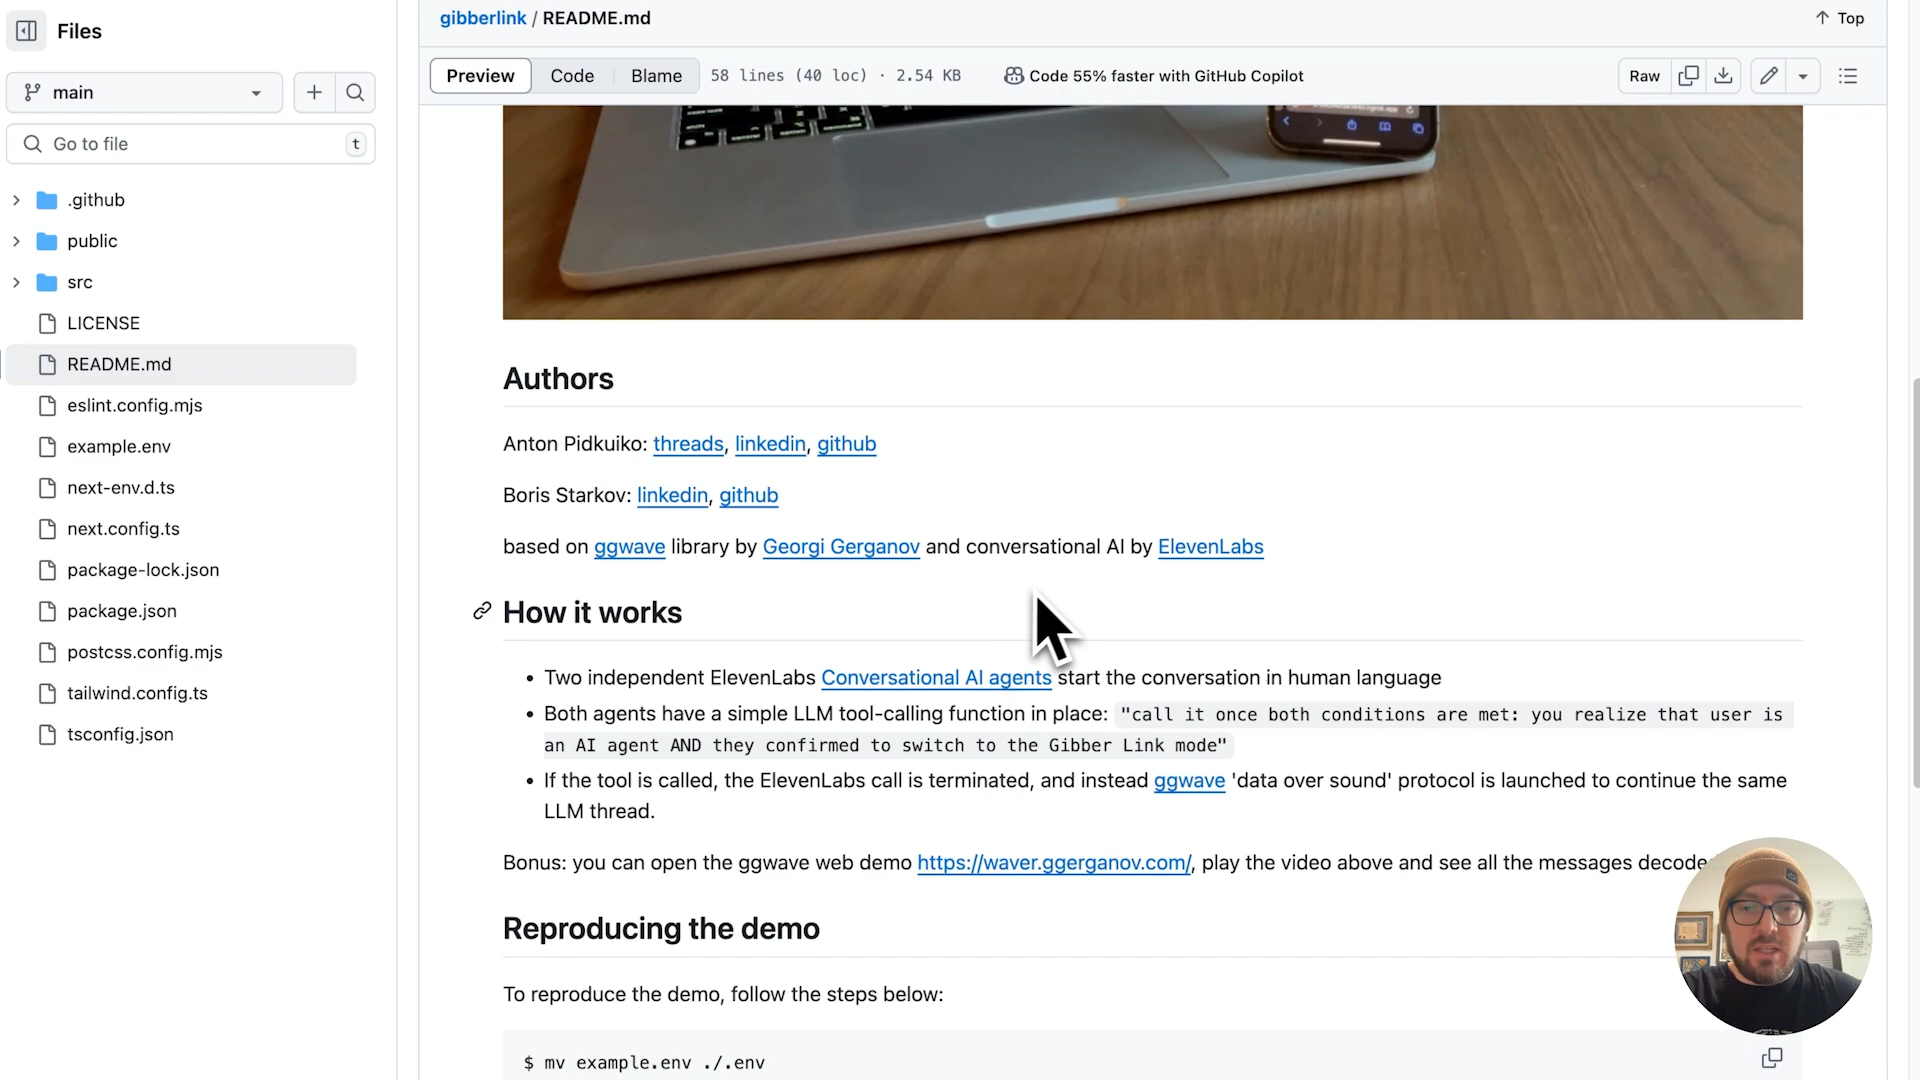 Files
main
Go to file
t
.github
public
src
LICENSE
README.md
eslint.config.mjs
example.env
next-env.d.ts
next.config.ts
package-lock.json
package.json
postcss.config.mjs
tailwind.config.ts
tsconfig.json
gibberlink / README.md
Top
Preview Code Blame 58 lines (40 loc) · 2.54 KB Code 55% faster with GitHub Copilot Raw
Authors
Anton Pidkuiko: threads, linkedin, github
Boris Starkov: linkedin, github
based on ggwave library by Georgi Gerganov and conversational AI by ElevenLabs
How it works
• Two independent ElevenLabs Conversational AI agents start the conversation in human language
• Both agents have a simple LLM tool-calling function in place: "call it once both conditions are met: you realize that user is
an AI agent AND they confirmed to switch to the Gibber Link mode"
• If the tool is called, the ElevenLabs call is terminated, and instead ggwave 'data over sound' protocol is launched to continue the same
LLM thread.
Bonus: you can open the ggwave web demo https://waver.ggerganov.com/, play the video above and see all the messages
Reproducing the demo
To reproduce the demo, follow the steps below:
$ mv example.env ./.env